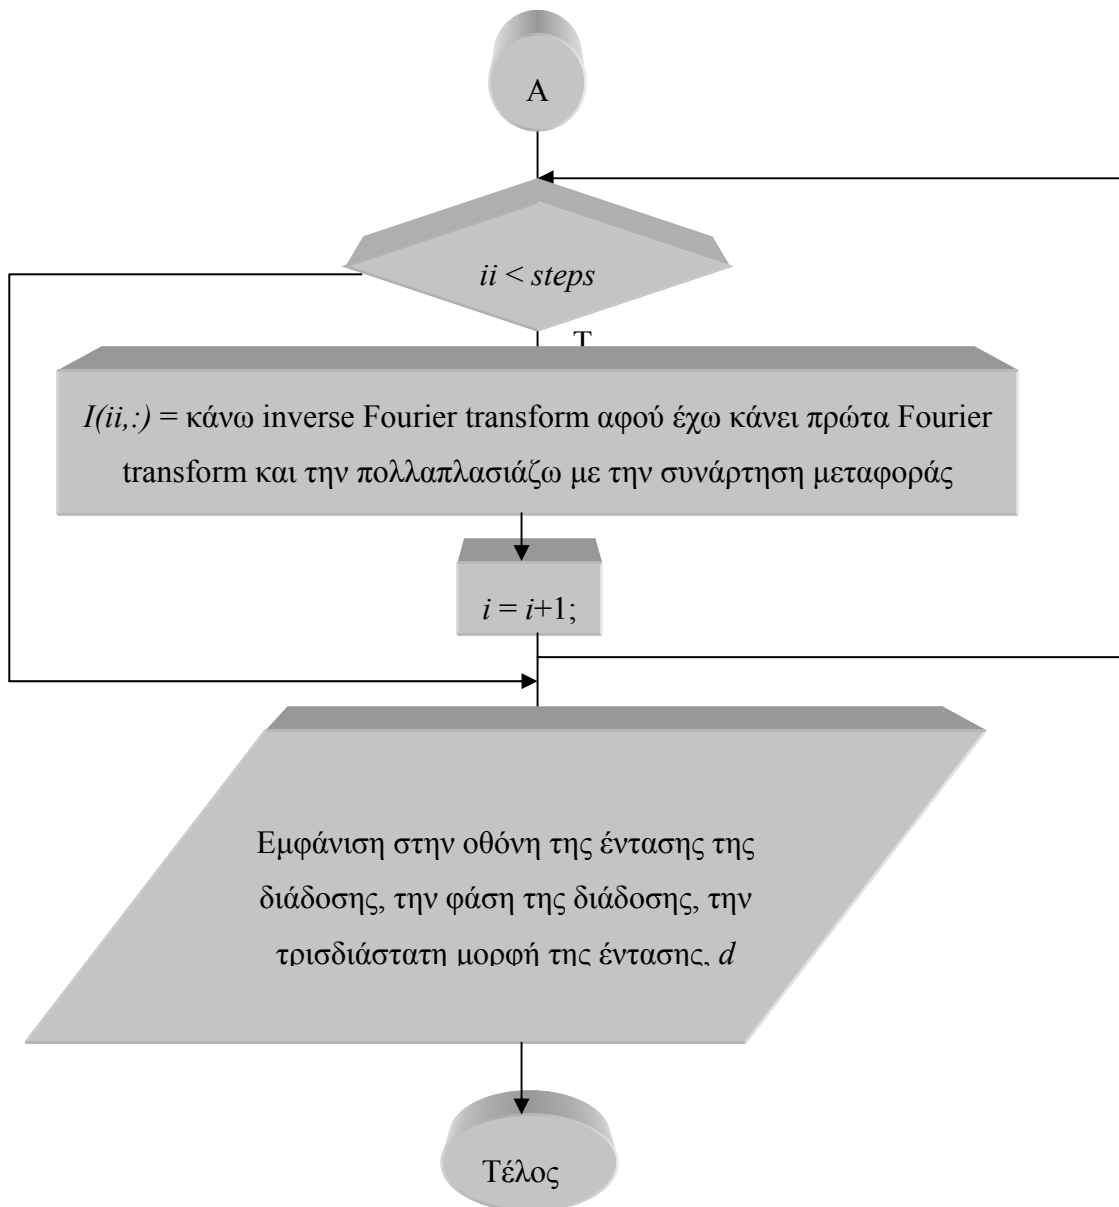 A
ii < steps
T
I(ii,:) = κάνω inverse Fourier transform αφού έχω κάνει πρώτα Fourier
transform και την πολλαπλασιάζω με την συνάρτηση μεταφοράς
i = i+1;
Εμφάνιση στην οθόνη της έντασης της
διάδοσης, την φάση της διάδοσης, την
τρισδιάστατη μορφή της έντασης, d
Τέλος